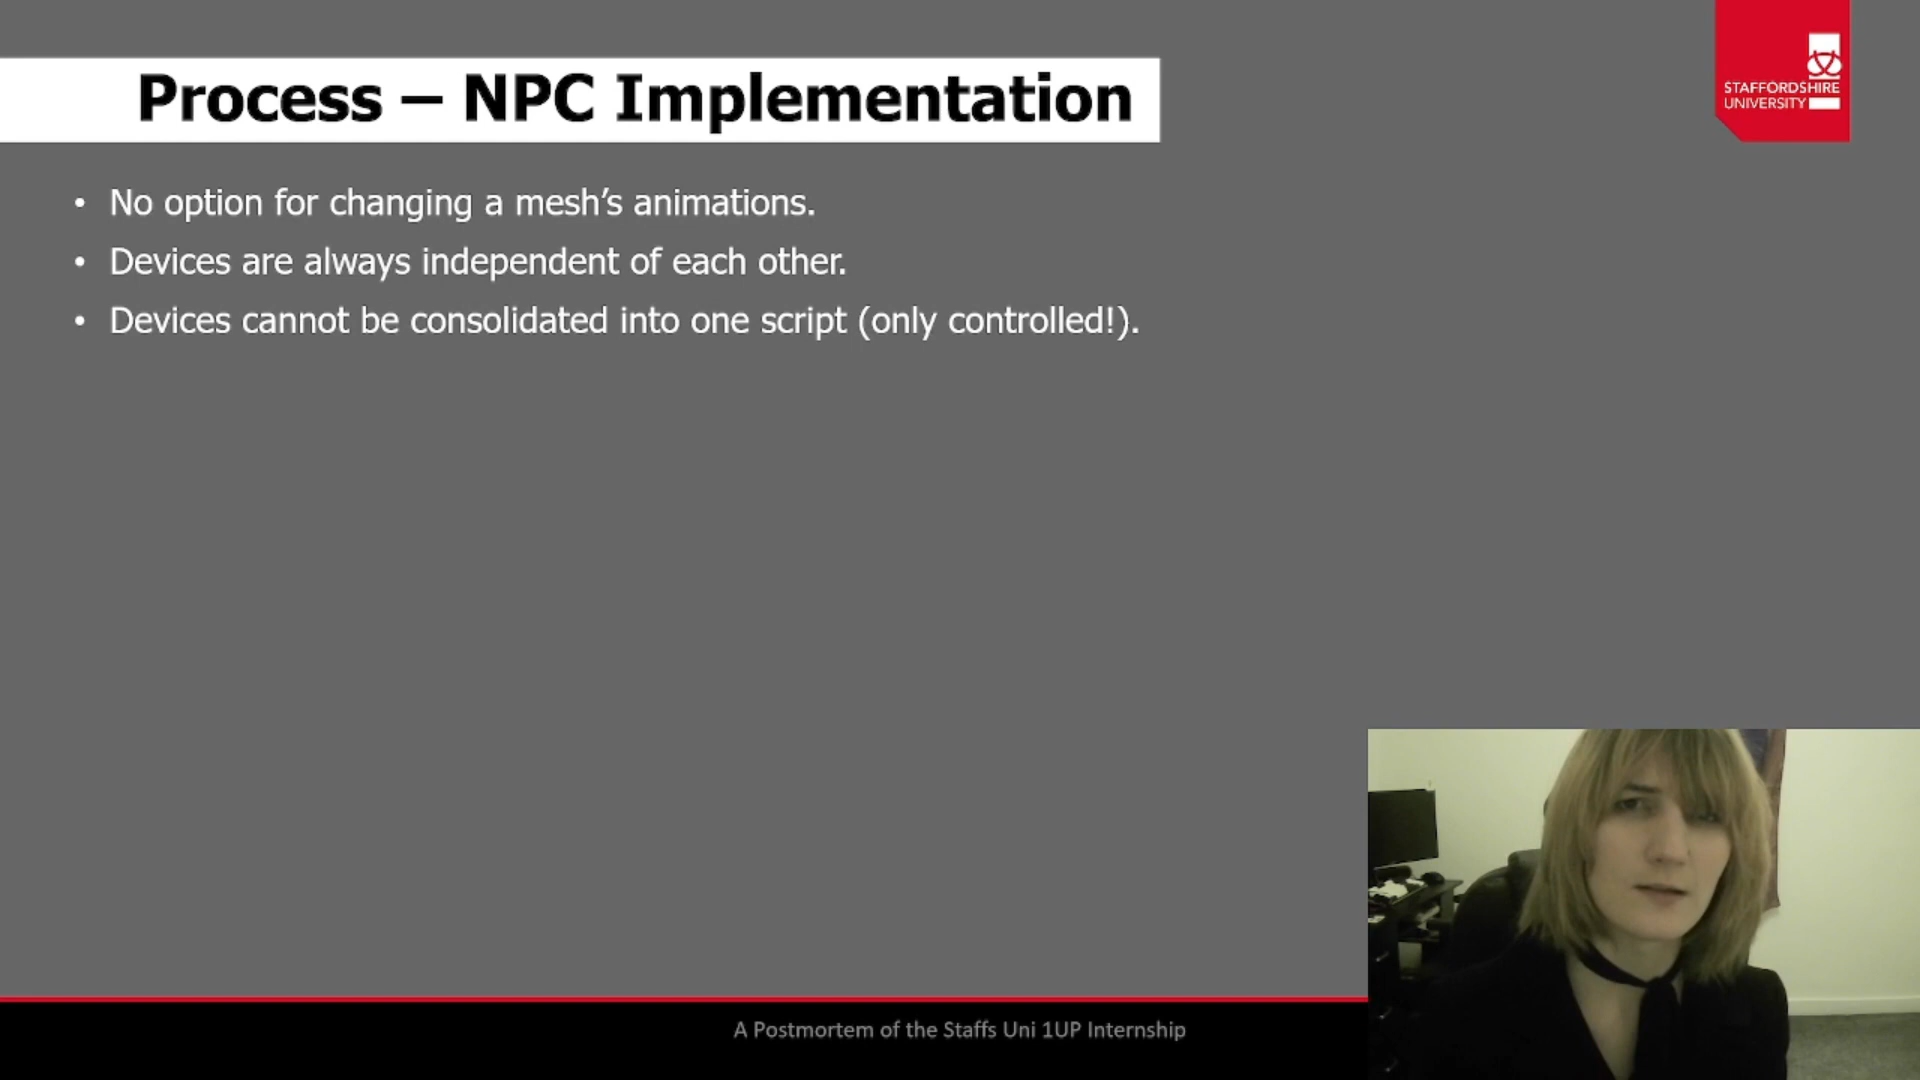 Process – NPC Implementation
STAFFORDSHIRE
UNIVERSITY
• No option for changing a mesh’s animations.
• Devices are always independent of each other.
• Devices cannot be consolidated into one script (only controlled!).
A Postmortem of the Staffs Uni 1UP Internship